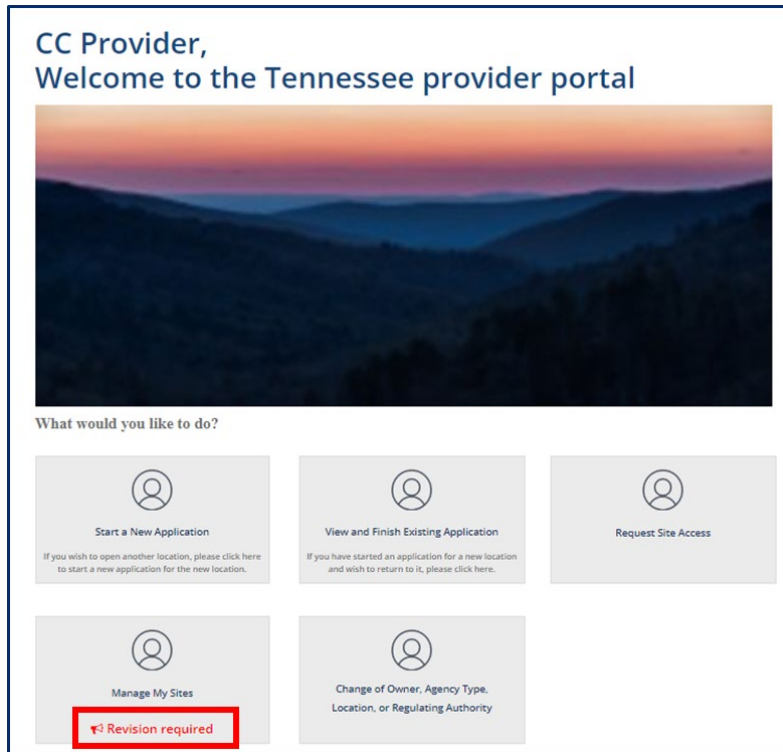 CC Provider,
Welcome to the Tennessee provider portal
What would you like to do?
Start a New Application
If you wish to open another location, please click here
to start a new application for the new location.
View and Finish Existing Application
If you have started an application for a new location
and wish to return to it, please click here.
Request Site Access
Manage My Sites
Revision required
Change of Owner, Agency Type,
Location, or Regulating Authority